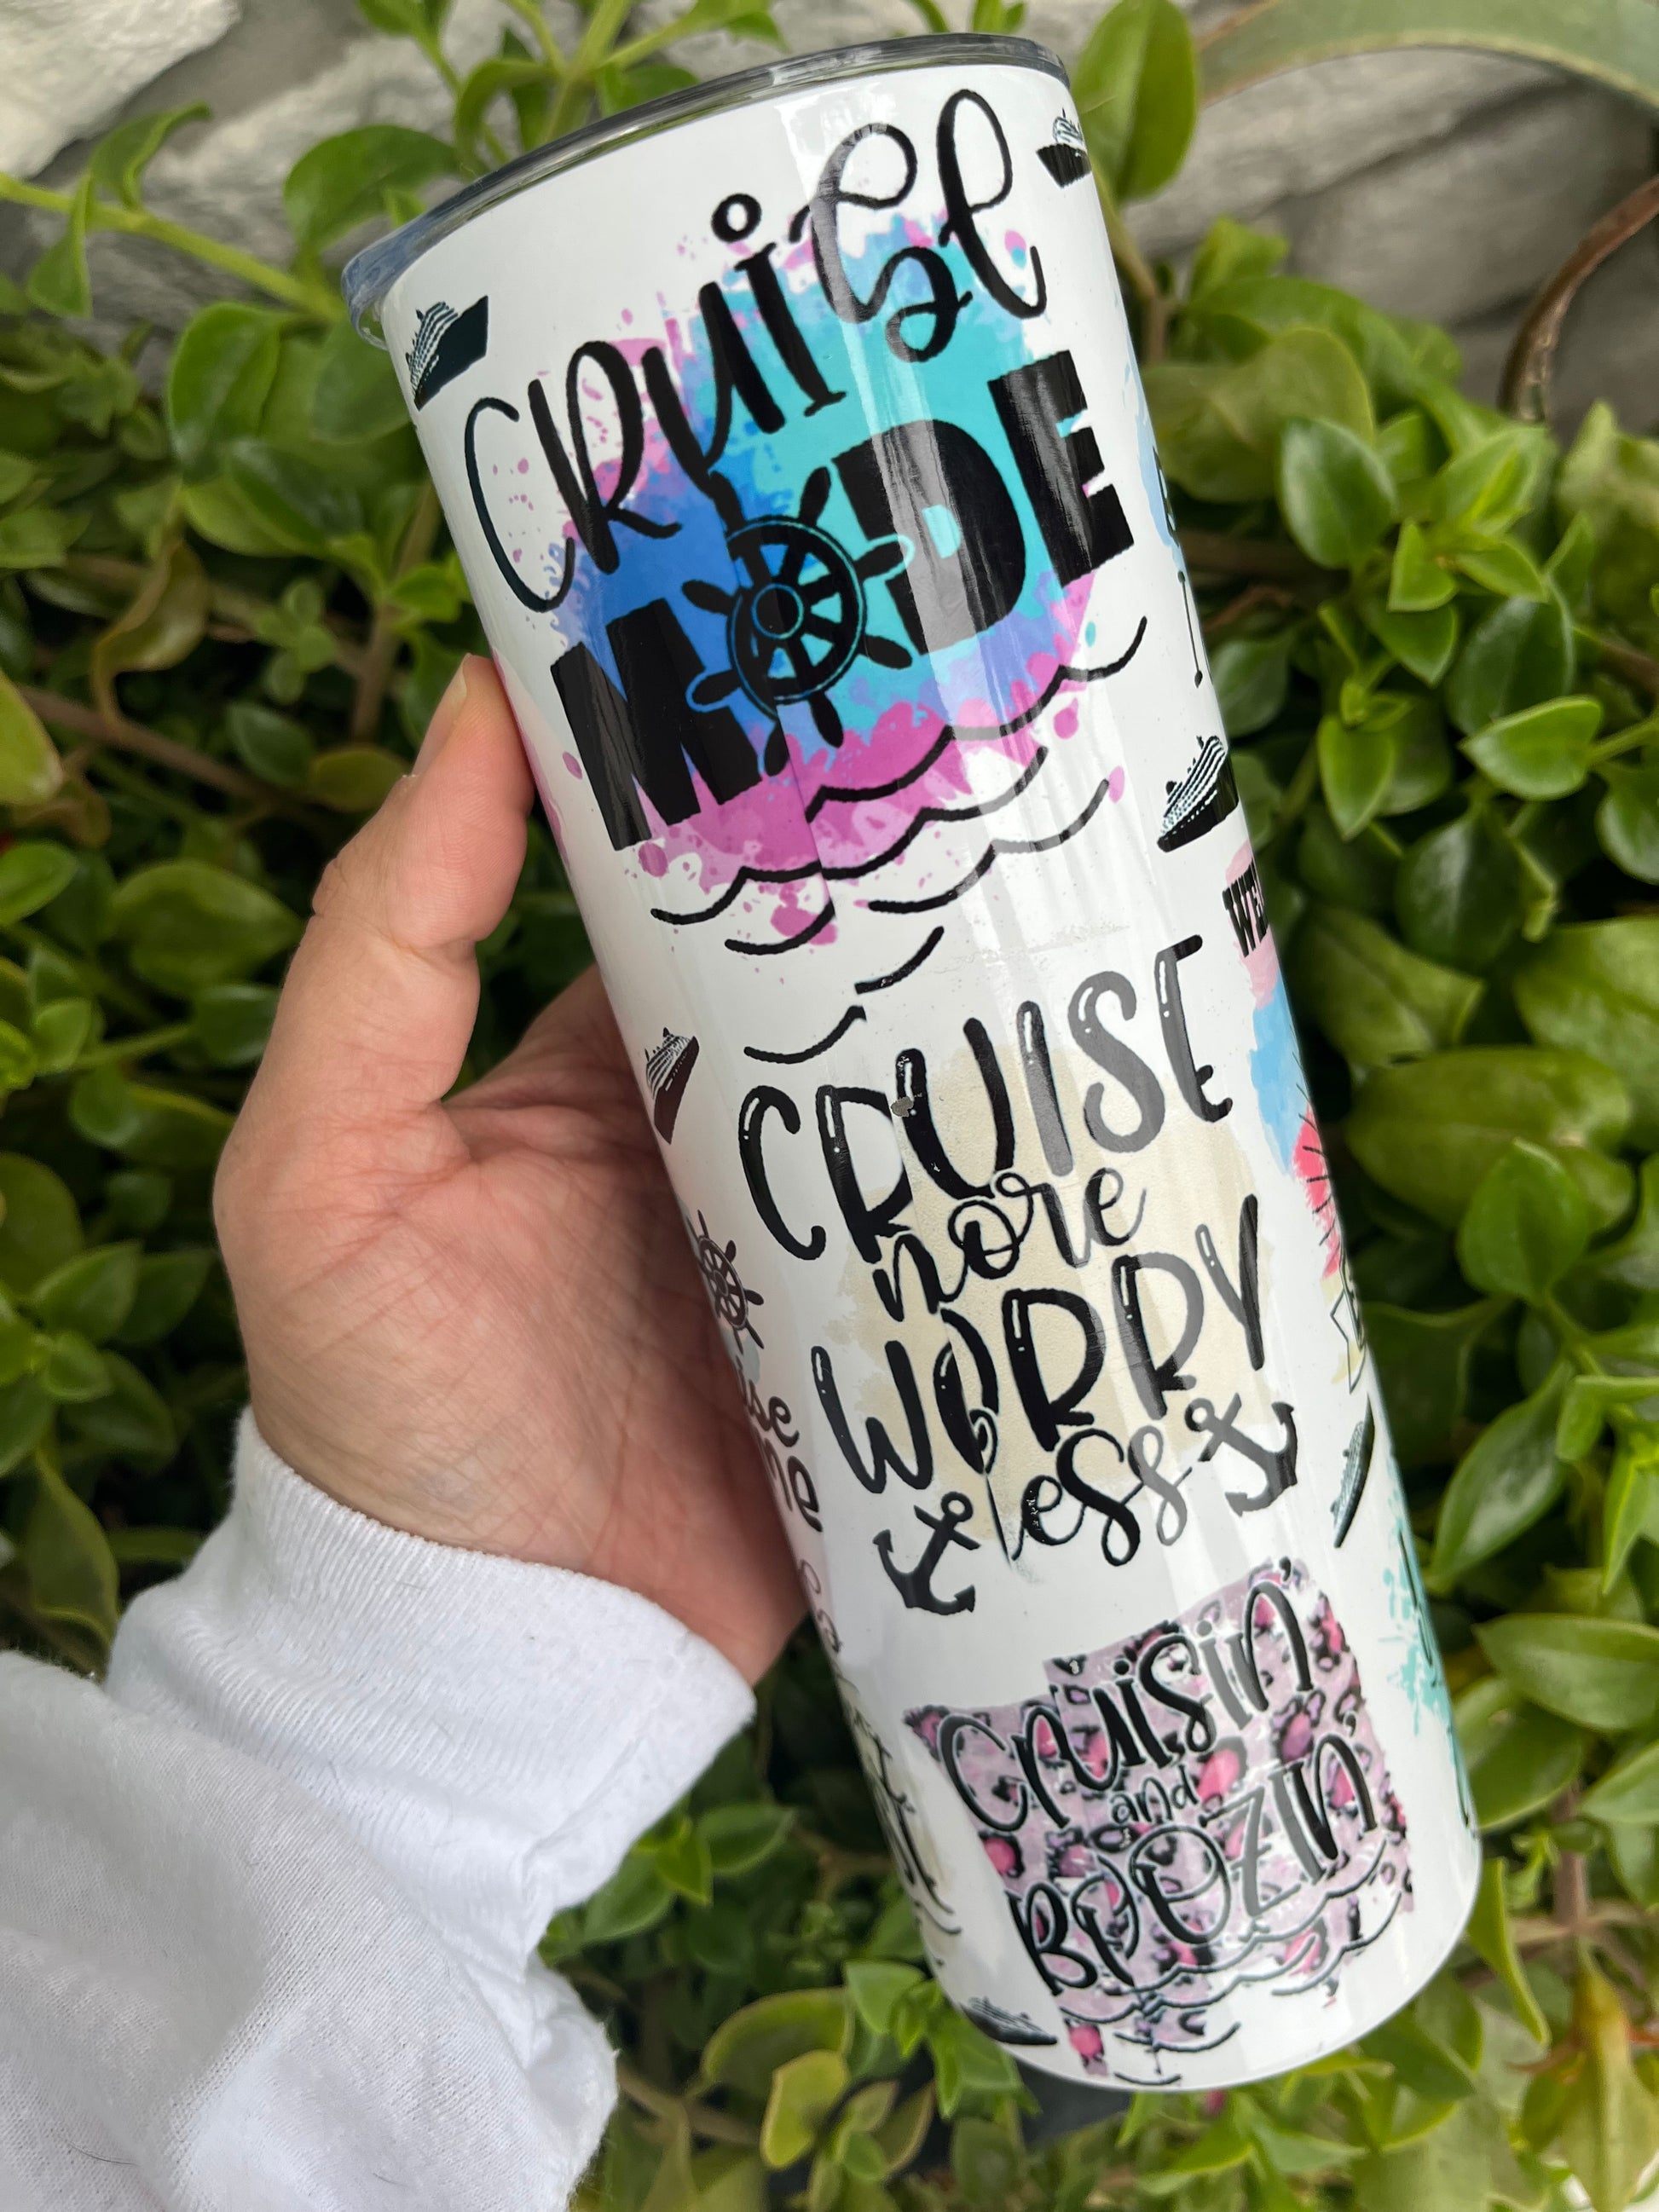 Cruise
MODE
CRUISE
more
WORRY
less
Cruisin'
and
BOOZIN'